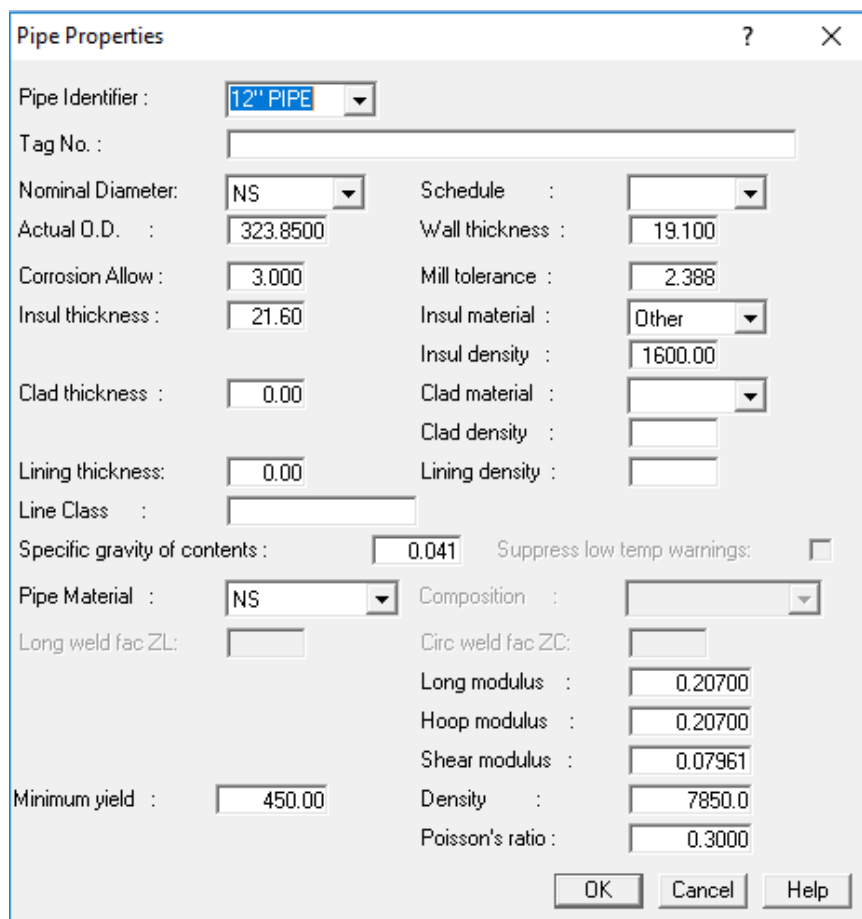 Pipe Properties ?
Pipe Identifier : 12" PIPE
Tag No. :
Nominal Diameter: NS Schedule :
Actual O.D. : 323.8500 Wall thickness : 19.100
Corrosion Allow : 3.000 Mill tolerance : 2.388
Insul thickness : 21.60 Insul material : Other
Insul density : 1600.00
Clad thickness : 0.00 Clad material :
Clad density :
Lining thickness: 0.00 Lining density :
Line Class :
Specific gravity of contents : 0.041 Suppress low temp warnings:
Pipe Material : NS Composition :
Long weld fac ZL: Circ weld fac ZC:
Long modulus : 0.20700
Hoop modulus : 0.20700
Shear modulus : 0.07961
Minimum yield : 450.00 Density : 7850.0
Poisson's ratio : 0.3000
OK Cancel Help